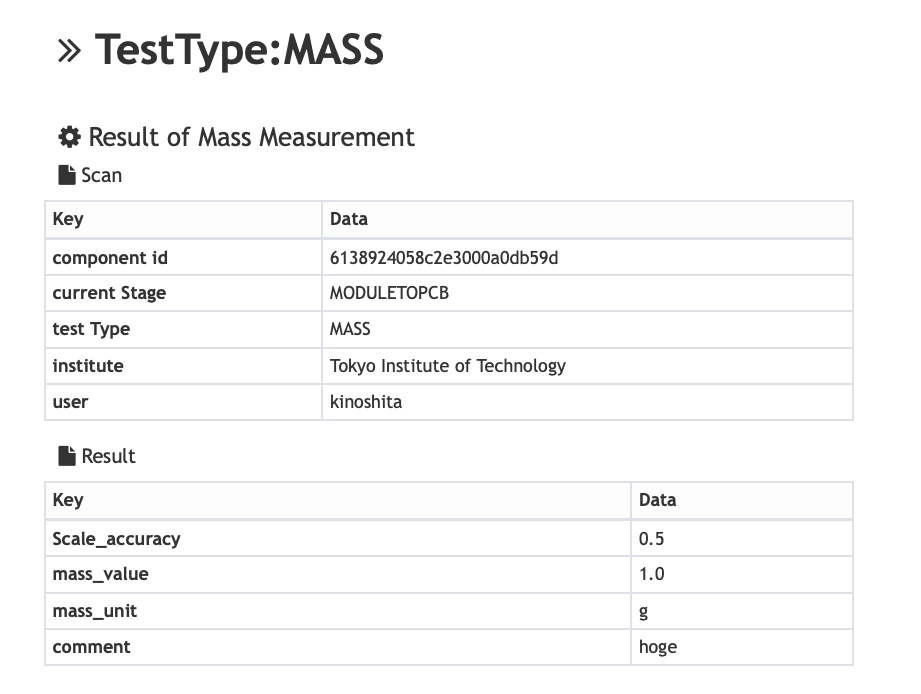 TestType:MASS
Result of Mass Measurement
Scan
Key Data
component id 6138924058c2e3000a0db59d
current Stage MODULETOPCB
test Type MASS
institute Tokyo Institute of Technology
user kinoshita
Result
Key Data
Scale_accuracy 0.5
mass_value 1.0
mass_unit g
comment hoge